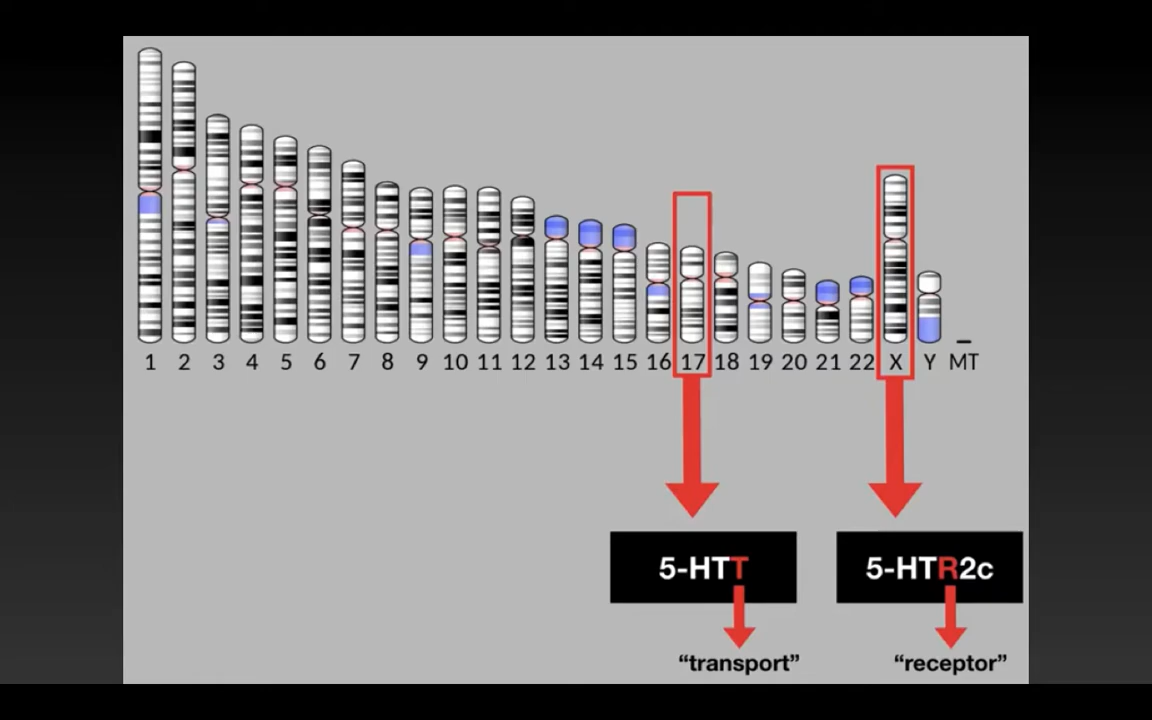 1 2 3 4 5 6 7 8 9 10 11 12 13 14 15 16 17 18 19 20 21 22 X Y MT
5-HTT 5-HTR2c
“transport” “receptor”